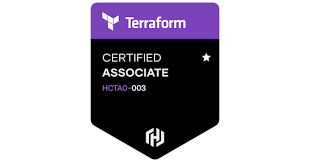 Terraform
CERTIFIED
ASSOCIATE
HCTA0-003